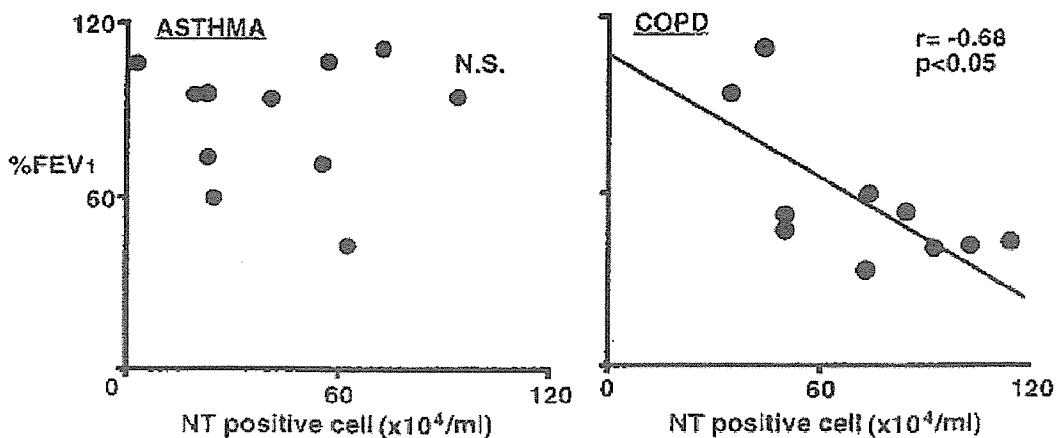 120
ASTHMA
N.S.
%FEV1
60
0
60
120
NT positive cell (x10⁴/ml)
COPD
r= -0.68
p<0.05
0
60
120
NT positive cell (x10⁴/ml)